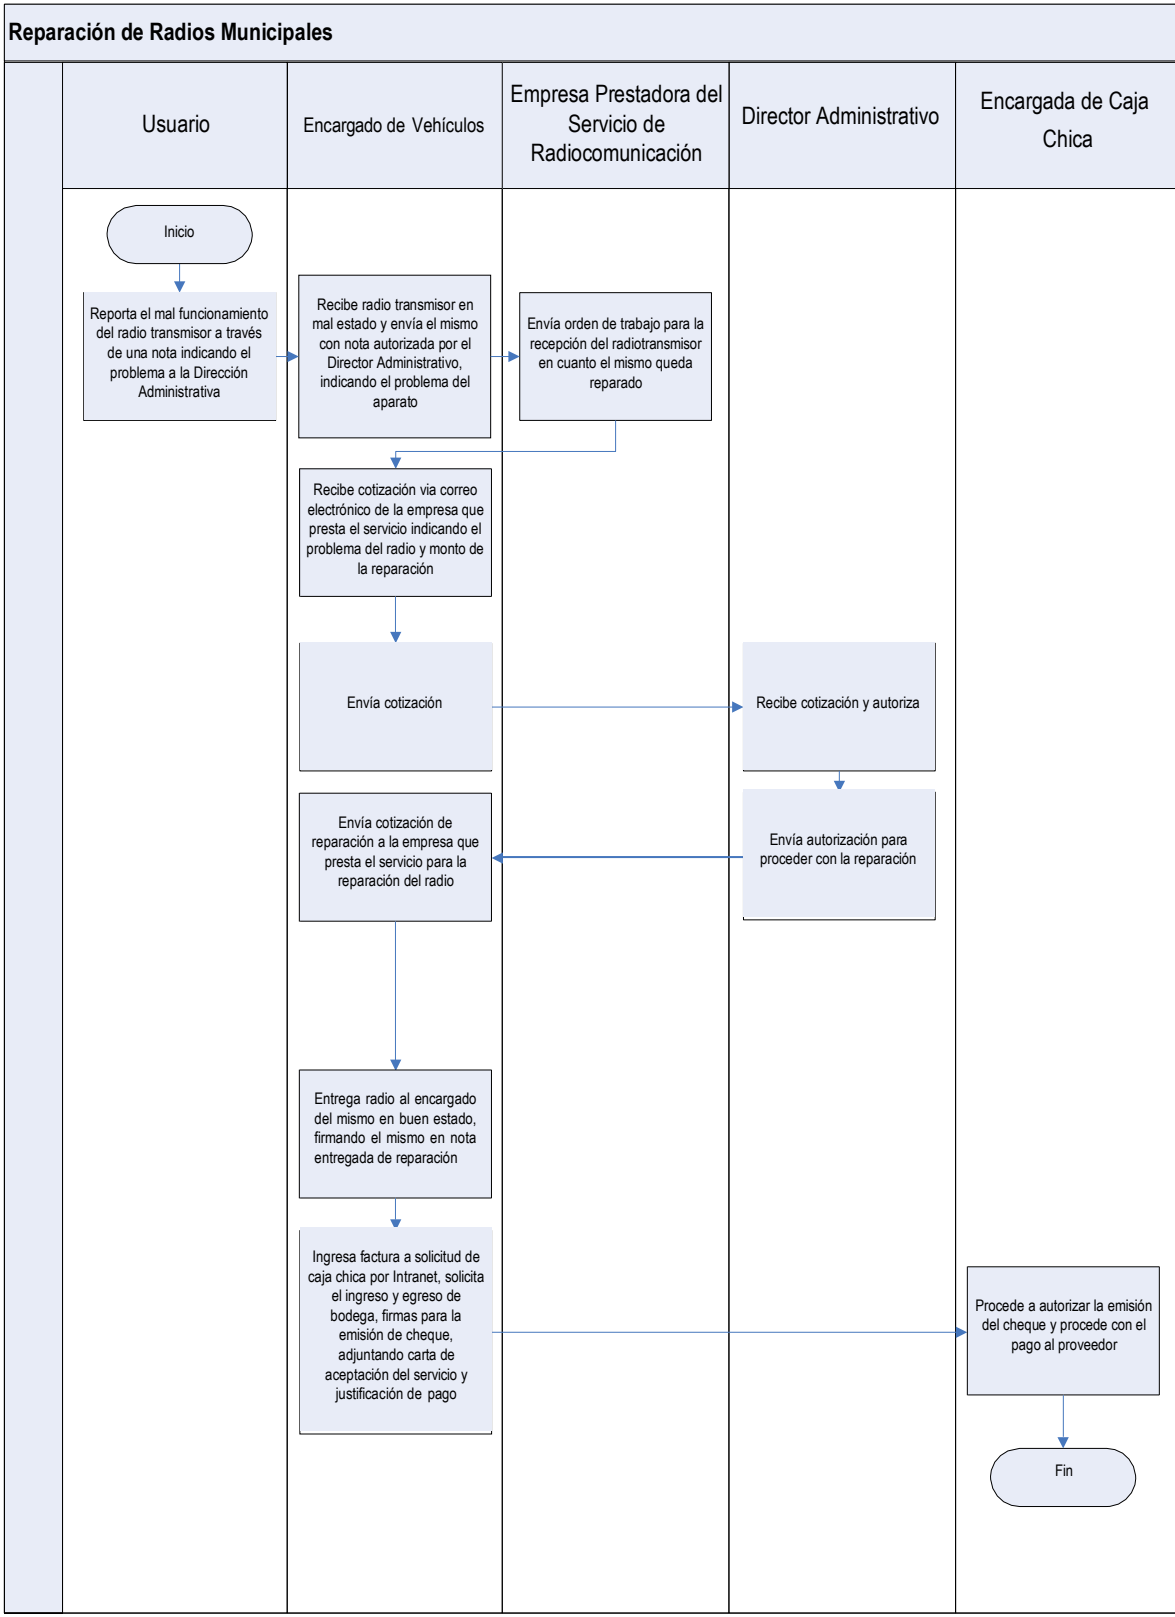 Reparación de Radios Municipales
Usuario
Encargado de Vehículos
Empresa Prestadora del
Servicio de
Radiocomunicación
Director Administrativo
Encargada de Caja
Chica
Inicio
Reporta el mal funcionamiento
del radio transmisor a través
de una nota indicando el
problema a la Dirección
Administrativa
Recibe radio transmisor en
mal estado y envía el mismo
con nota autorizada por el
Director Administrativo,
indicando el problema del
aparato
Envía orden de trabajo para la
recepción del radiotransmisor
en cuanto el mismo queda
reparado
Recibe cotización via correo
electrónico de la empresa que
presta el servicio indicando el
problema del radio y monto de
la reparación
Envía cotización
Recibe cotización y autoriza
Envía autorización para
proceder con la reparación
Envía cotización de
reparación a la empresa que
presta el servicio para la
reparación del radio
Entrega radio al encargado
del mismo en buen estado,
firmando el mismo en nota
entregada de reparación
Ingresa factura a solicitud de
caja chica por Intranet, solicita
el ingreso y egreso de
bodega, firmas para la
emisión de cheque,
adjuntando carta de
aceptación del servicio y
justificación de pago
Procede a autorizar la emisión
del cheque y procede con el
pago al proveedor
Fin